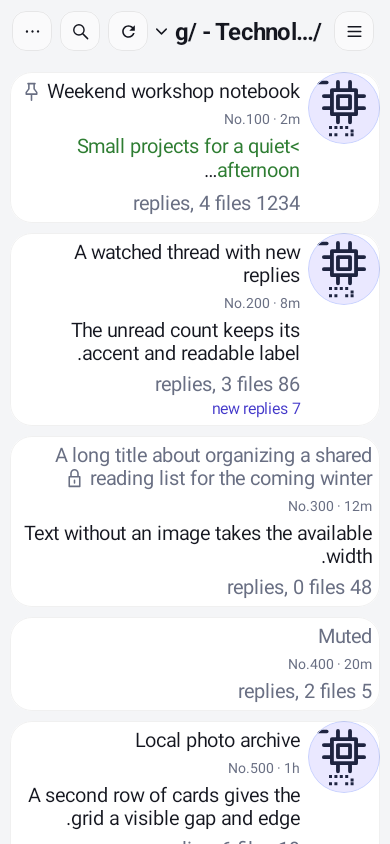 g/ - Technol.../
Weekend workshop notebook
No.100 · 2m
Small projects for a quiet<
...afternoon
replies, 4 files 1234
A watched thread with new
replies
No.200 · 8m
The unread count keeps its
.accent and readable label
replies, 3 files 86
new replies 7
A long title about organizing a shared
reading list for the coming winter
No.300 · 12m
Text without an image takes the available
.width
replies, 0 files 48
Muted
No.400 · 20m
replies, 2 files 5
Local photo archive
No.500 · 1h
A second row of cards gives the
.grid a visible gap and edge